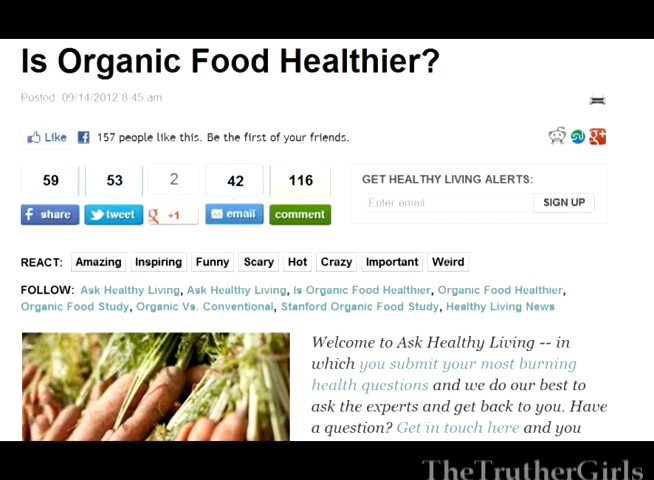 Is Organic Food Healthier?
Posted: 09/14/2012 8:45 am
Like 157 people like this. Be the first of your friends.
59 53 2 42 116
share tweet +1 email comment
GET HEALTHY LIVING ALERTS:
Enter email SIGN UP
REACT: Amazing Inspiring Funny Scary Hot Crazy Important Weird
FOLLOW: Ask Healthy Living, Ask Healthy Living, Is Organic Food Healthier, Organic Food Healthier,
Organic Food Study, Organic Vs. Conventional, Stanford Organic Food Study, Healthy Living News
Welcome to Ask Healthy Living -- in
which you submit your most burning
health questions and we do our best to
ask the experts and get back to you. Have
a question? Get in touch here and you
TheTrutherGirls